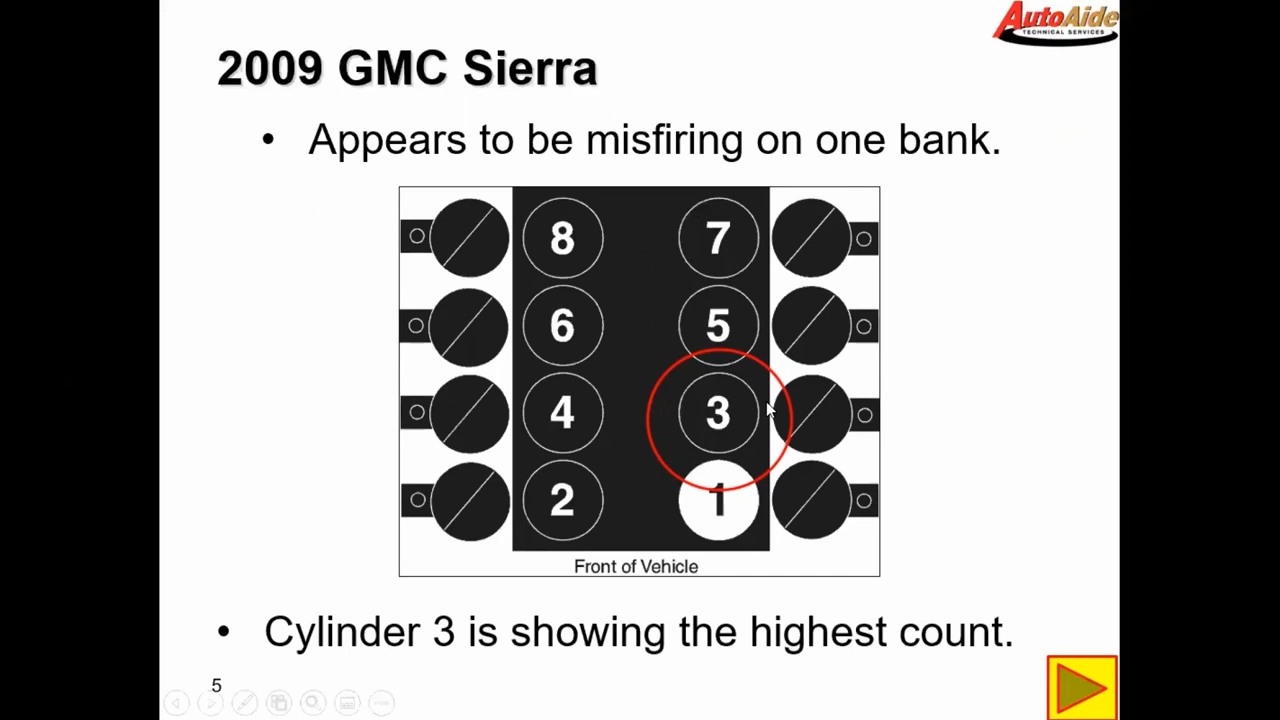 AutoAide
TECHNICAL SERVICES
2009 GMC Sierra
• Appears to be misfiring on one bank.
8 7
6 5
4 3
2 1
Front of Vehicle
• Cylinder 3 is showing the highest count.
5